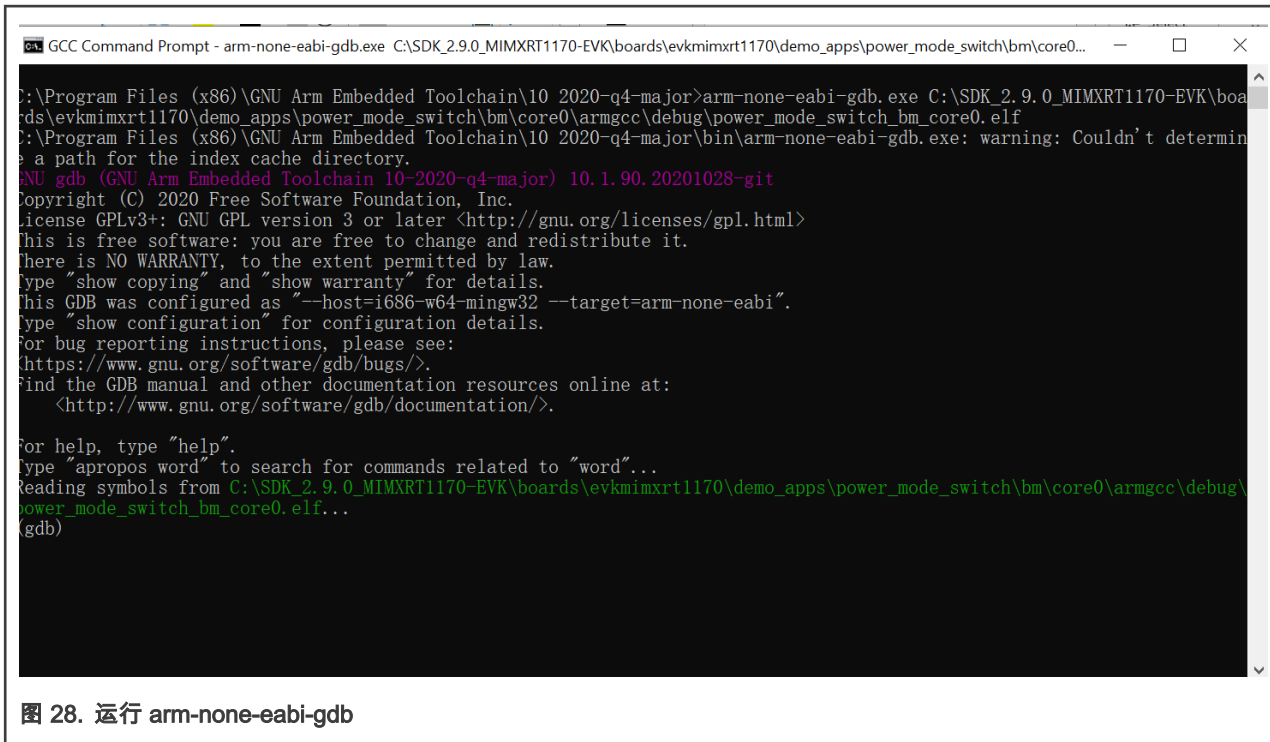 GCC Command Prompt - arm-none-eabi-gdb.exe C:\SDK_2.9.0_MIMXRT1170-EVK\boards\evkmimxrt1170\demo_apps\power_mode_switch\bm\core0...
C:\Program Files (x86)\GNU Arm Embedded Toolchain\10 2020-q4-major>arm-none-eabi-gdb.exe C:\SDK_2.9.0_MIMXRT1170-EVK\boa
rds\evkmimxrt1170\demo_apps\power_mode_switch\bm\core0\armgcc\debug\power_mode_switch_bm_core0.elf
C:\Program Files (x86)\GNU Arm Embedded Toolchain\10 2020-q4-major\bin\arm-none-eabi-gdb.exe: warning: Couldn't determin
e a path for the index cache directory.
GNU gdb (GNU Arm Embedded Toolchain 10-2020-q4-major) 10.1.90.20201028-git
Copyright (C) 2020 Free Software Foundation, Inc.
License GPLv3+: GNU GPL version 3 or later <http://gnu.org/licenses/gpl.html>
This is free software: you are free to change and redistribute it.
There is NO WARRANTY, to the extent permitted by law.
Type "show copying" and "show warranty" for details.
This GDB was configured as "--host=i686-w64-mingw32 --target=arm-none-eabi".
Type "show configuration" for configuration details.
For bug reporting instructions, please see:
<https://www.gnu.org/software/gdb/bugs/>.
Find the GDB manual and other documentation resources online at:
    <http://www.gnu.org/software/gdb/documentation/>.
For help, type "help".
Type "apropos word" to search for commands related to "word"...
Reading symbols from C:\SDK_2.9.0_MIMXRT1170-EVK\boards\evkmimxrt1170\demo_apps\power_mode_switch\bm\core0\armgcc\debug\
power_mode_switch_bm_core0.elf...
(gdb)
图 28. 运行 arm-none-eabi-gdb